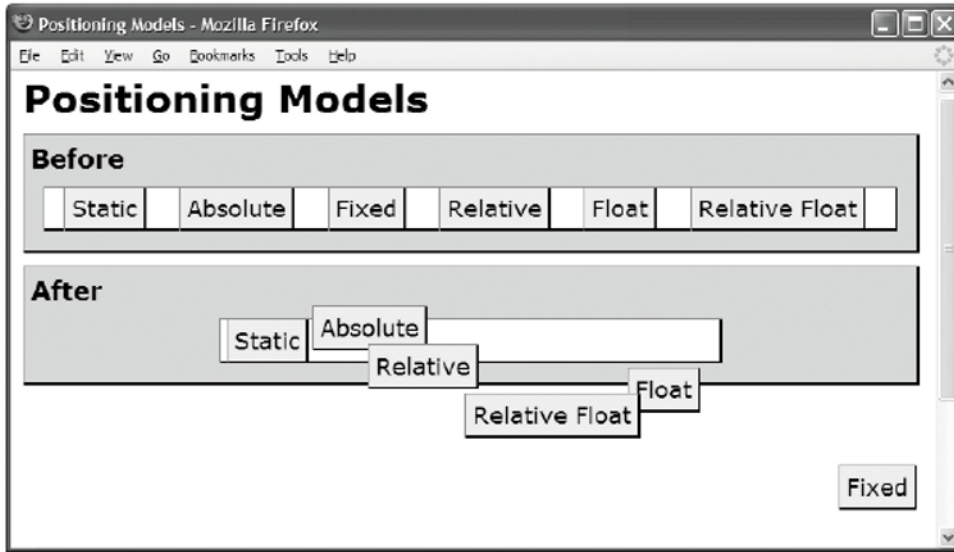 Positioning Models - Mozilla Firefox
File Edit View Go Bookmarks Tools Help
Positioning Models
Before
Static Absolute Fixed Relative Float Relative Float
After
Static Absolute
Relative
Float
Relative Float
Fixed